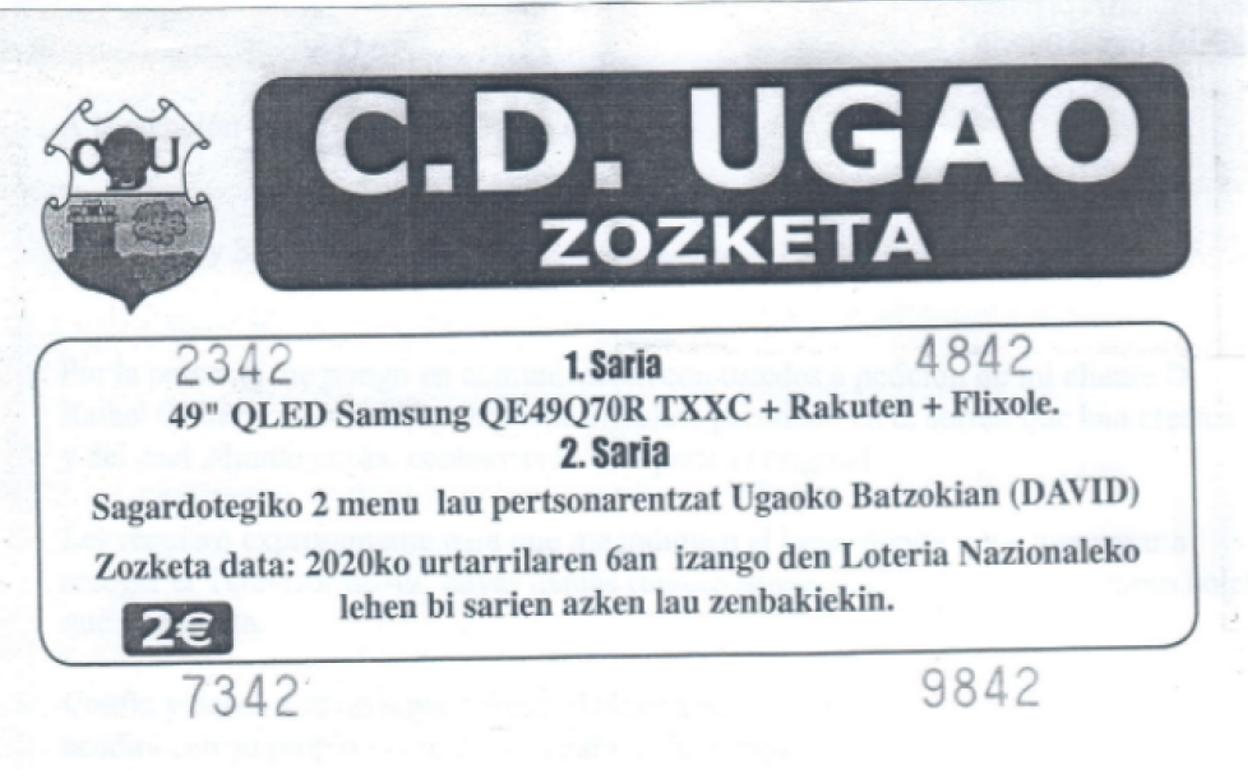 C.D. UGAO
CDU
ZOZKETA
2342 1. Saria 4842
49" QLED Samsung QE49Q70R TXXC + Rakuten + Flixole.
2. Saria
Sagardotegiko 2 menu lau pertsonarentzat Ugaoko Batzokian (DAVID)
Zozketa data: 2020ko urtarrilaren 6an izango den Loteria Nazionaleko
lehen bi sarien azken lau zenbakiekin.
2€
7342 9842